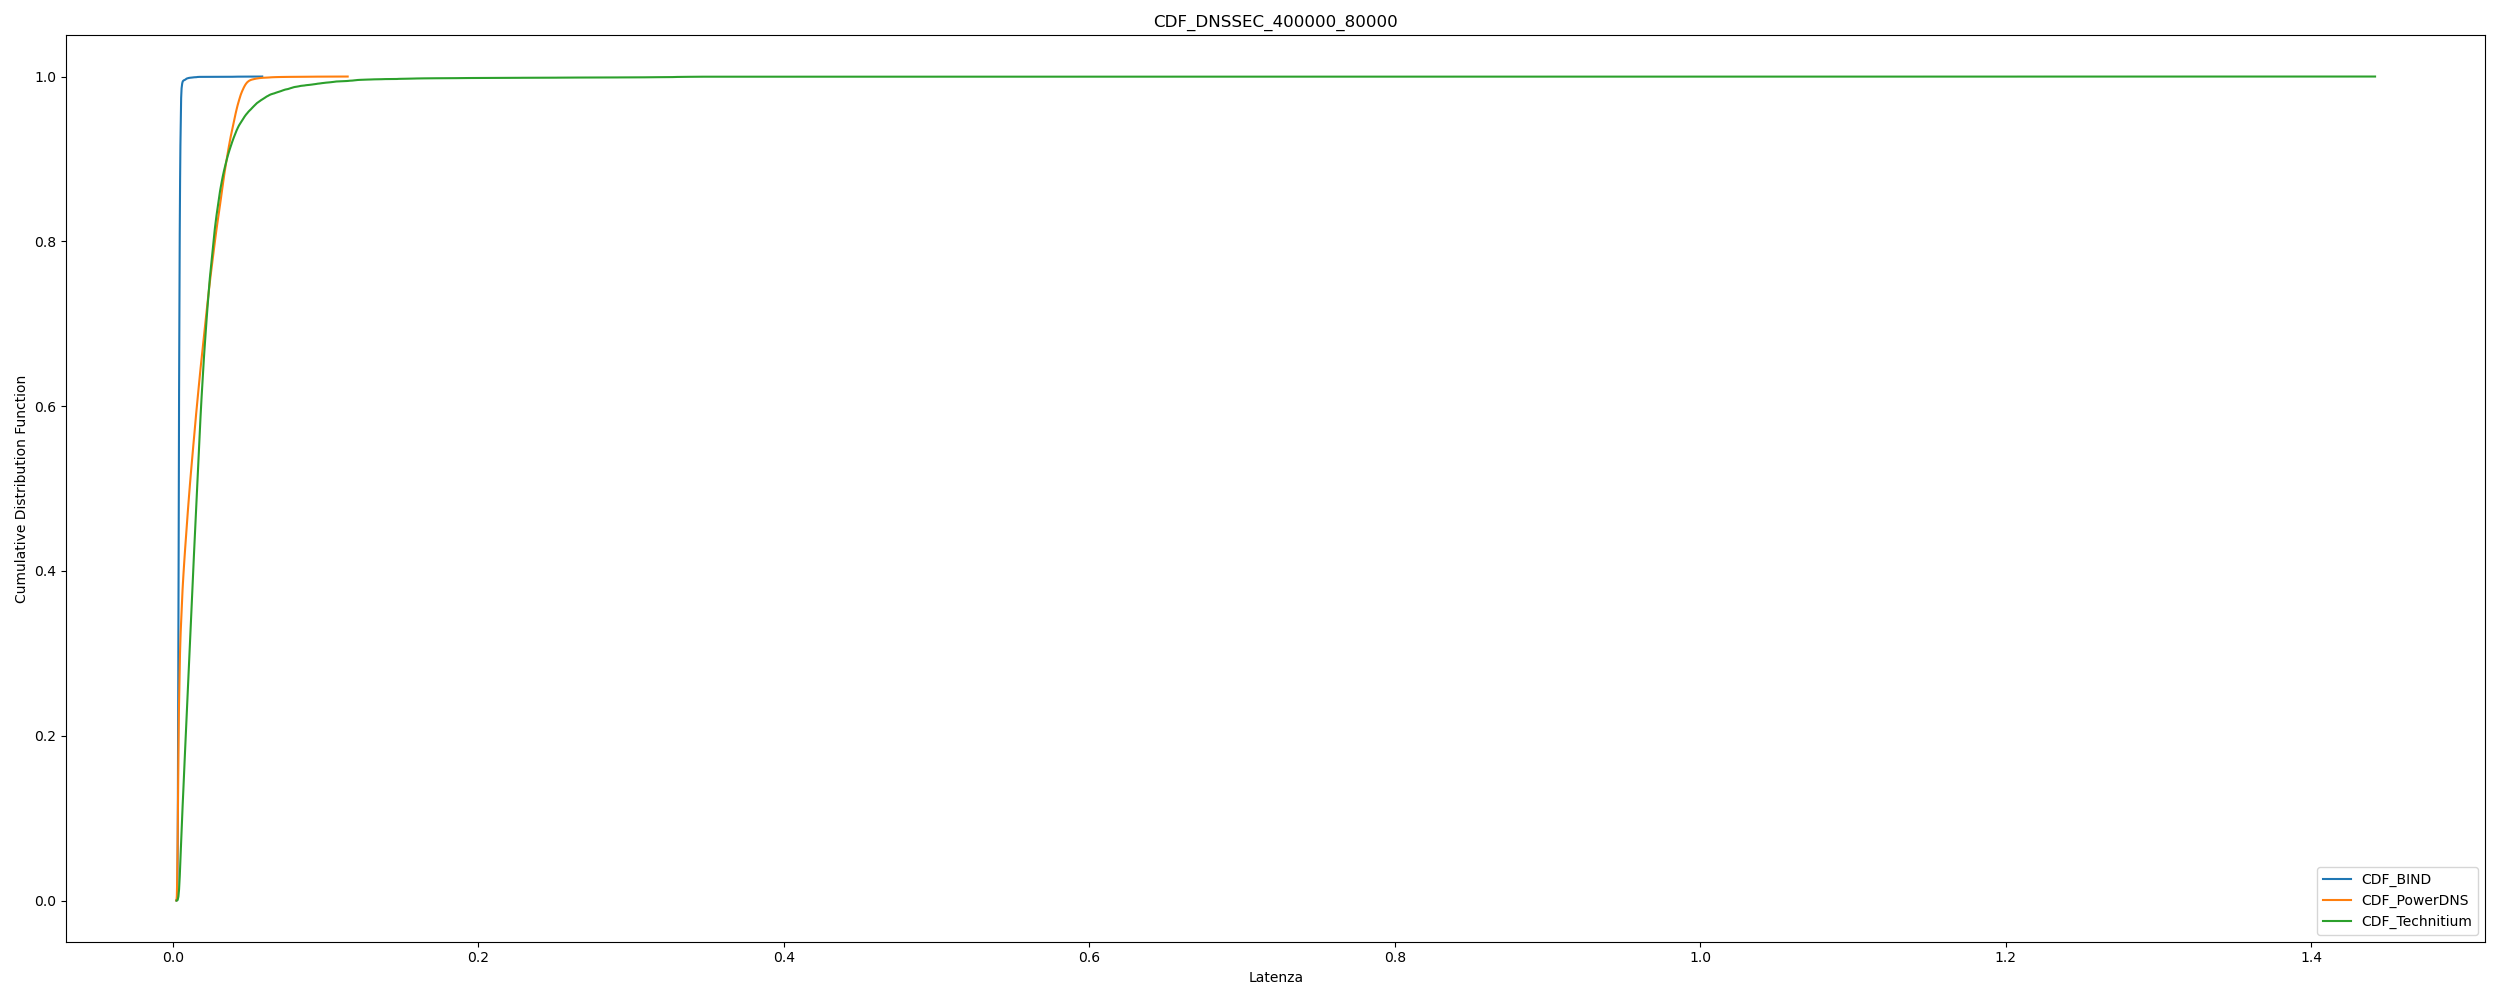 CDF_DNSSEC_400000_80000
Cumulative Distribution Function
1.0
0.8
0.6
0.4
0.2
0.0
0.0 0.2 0.4 0.6 0.8 1.0 1.2 1.4
Latenza
CDF_BIND
CDF_PowerDNS
CDF_Technitium